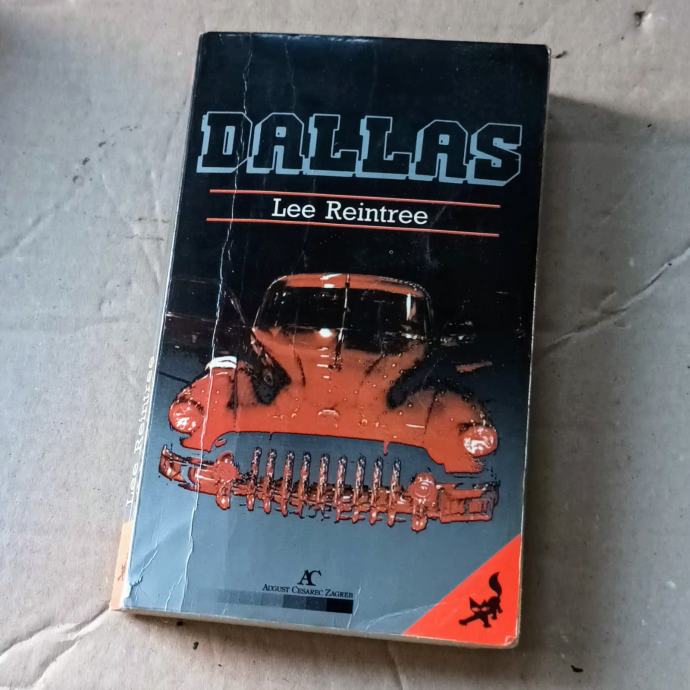 DALLAS
Lee Reintree
AC
AUGUST CESAREC ZAGREB
Lee Reintree